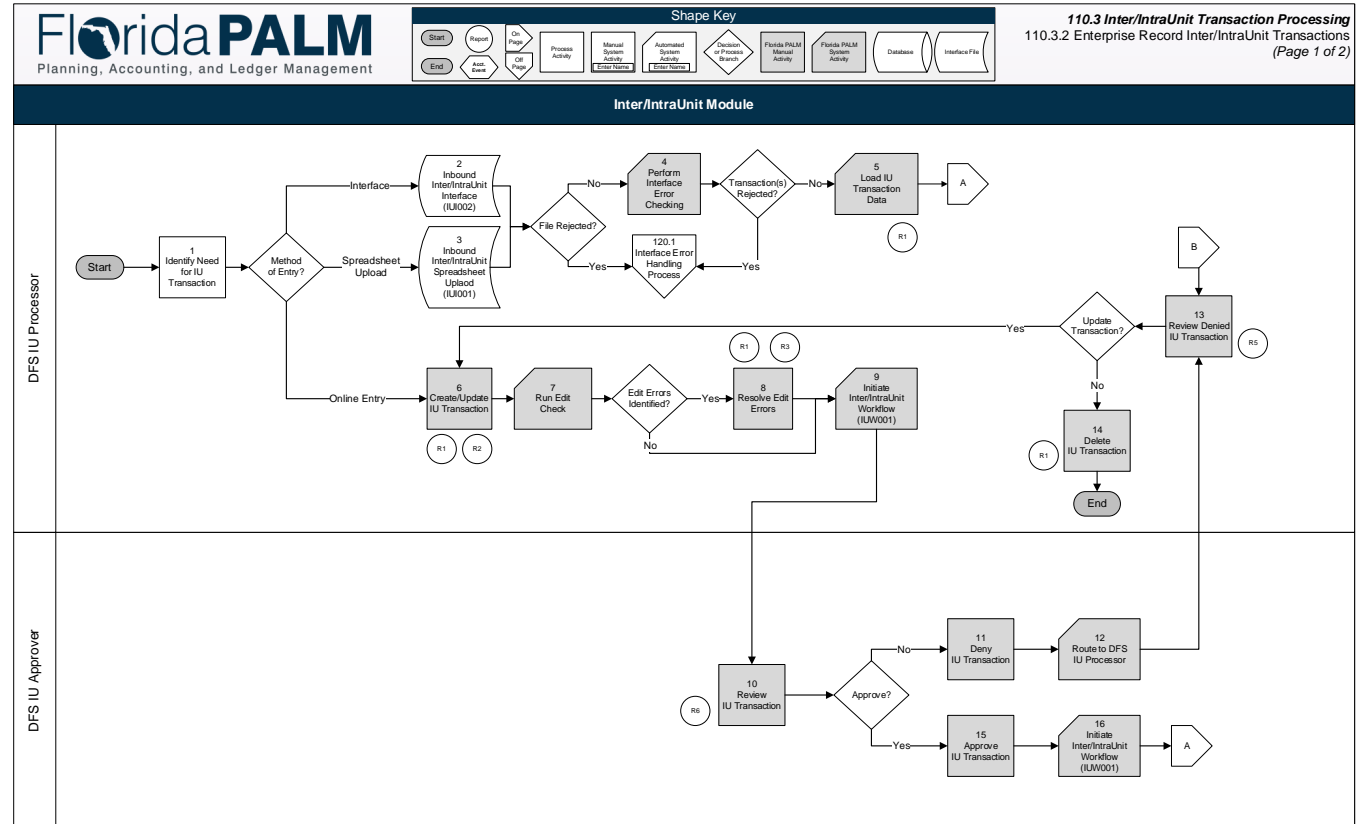 Florida PALM
Planning, Accounting, and Ledger Management
Shape Key
Start
End
Report
Acct.
Event
On
Page
Off
Page
Process
Activity
Manual
System
Activity
Enter Name
Automated
System
Activity
Enter Name
Decision
or Process
Branch
Florida PALM
Manual
Activity
Florida PALM
System
Activity
Database
Interface File
110.3 Inter/IntraUnit Transaction Processing
110.3.2 Enterprise Record Inter/IntraUnit Transactions
(Page 1 of 2)
Inter/IntraUnit Module
DFS IU Processor
Start
1
Identify Need
for IU
Transaction
Method
of Entry?
Interface
2
Inbound
Inter/IntraUnit
Interface
(IUI002)
Spreadsheet
Upload
3
Inbound
Inter/IntraUnit
Spreadsheet
Uplaod
(IUI001)
File Rejected?
No
4
Perform
Interface
Error
Checking
Transaction(s)
Rejected?
No
5
Load IU
Transaction
Data
A
R1
Yes
120.1
Interface Error
Handling
Process
Yes
B
13
Review Denied
IU Transaction
R5
Update
Transaction?
Yes
No
14
Delete
IU Transaction
R1
End
Online Entry
6
Create/Update
IU Transaction
R1
R2
7
Run Edit
Check
Edit Errors
Identified?
Yes
No
R1
R3
8
Resolve Edit
Errors
9
Initiate
Inter/IntraUnit
Workflow
(IUW001)
DFS IU Approver
10
Review
IU Transaction
R6
Approve?
No
11
Deny
IU Transaction
12
Route to DFS
IU Processor
Yes
15
Approve
IU Transaction
16
Initiate
Inter/IntraUnit
Workflow
(IUW001)
A